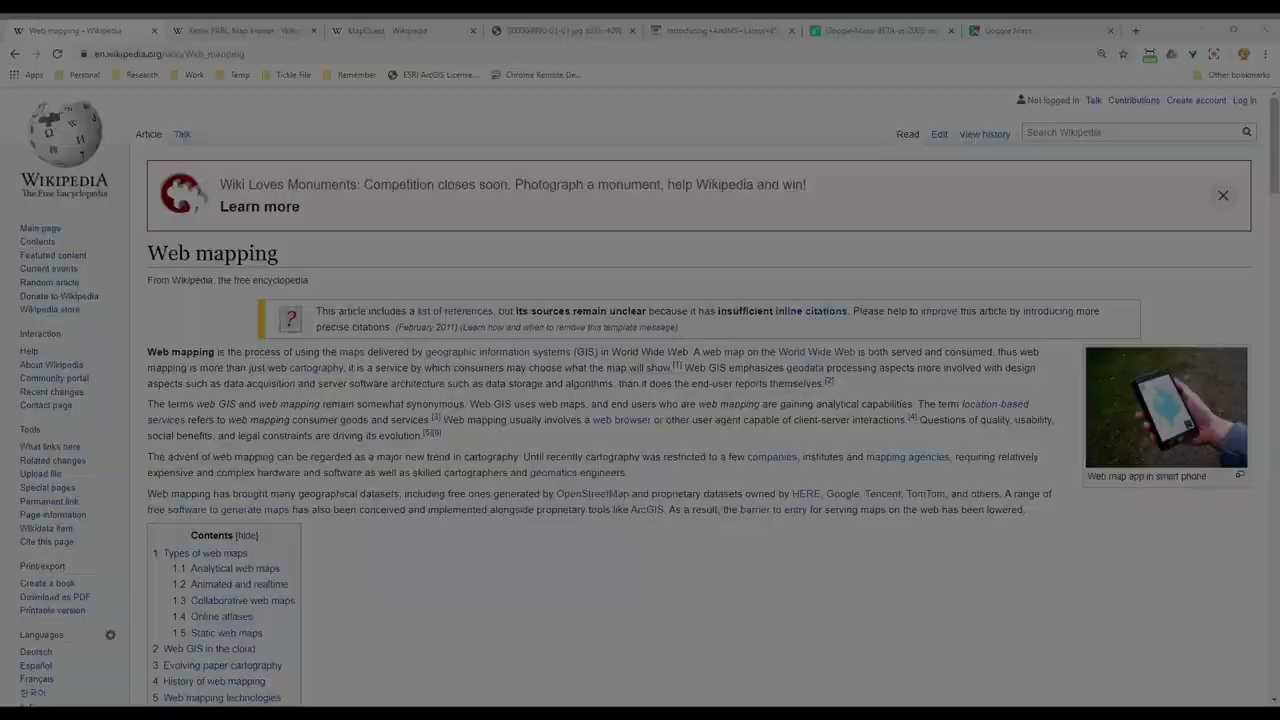 Web mapping - Wikipedia
Xerox PARC Map Viewer - Wiki
MapQuest - Wikipedia
Introducing ArcIMS
Google Maps
en.wikipedia.org/wiki/Web_mapping
Apps Personal Research Work Temp Tickle File Remember ESRI ArcGIS License... Chrome Remote De... Other bookmarks
Not logged in Talk Contributions Create account Log in
Article Talk Read Edit View history Search Wikipedia
WIKIPEDIA
The Free Encyclopedia
Wiki Loves Monuments: Competition closes soon. Photograph a monument, help Wikipedia and win!
Learn more
Main page
Contents
Featured content
Current events
Random article
Donate to Wikipedia
Wikipedia store
Interaction
Help
About Wikipedia
Community portal
Recent changes
Contact page
Tools
What links here
Related changes
Upload file
Special pages
Permanent link
Page information
Wikidata item
Cite this page
Print/export
Create a book
Download as PDF
Printable version
Languages
Deutsch
Español
Français
한국어
Web mapping
From Wikipedia, the free encyclopedia
? This article includes a list of references, but its sources remain unclear because it has insufficient inline citations. Please help to improve this article by introducing more
precise citations. (February 2011) (Learn how and when to remove this template message)
Web mapping is the process of using the maps delivered by geographic information systems (GIS) in World Wide Web. A web map on the World Wide Web is both served and consumed, thus web
mapping is more than just web cartography, it is a service by which consumers may choose what the map will show.[1] Web GIS emphasizes geodata processing aspects more involved with design
aspects such as data acquisition and server software architecture such as data storage and algorithms, than it does the end-user reports themselves.[2]
The terms web GIS and web mapping remain somewhat synonymous. Web GIS uses web maps, and end users who are web mapping are gaining analytical capabilities. The term location-based
services refers to web mapping consumer goods and services.[3] Web mapping usually involves a web browser or other user agent capable of client-server interactions.[4] Questions of quality, usability,
social benefits, and legal constraints are driving its evolution.[5][6]
The advent of web mapping can be regarded as a major new trend in cartography. Until recently cartography was restricted to a few companies, institutes and mapping agencies, requiring relatively
expensive and complex hardware and software as well as skilled cartographers and geomatics engineers.
Web mapping has brought many geographical datasets, including free ones generated by OpenStreetMap and proprietary datasets owned by HERE, Google, Tencent, TomTom, and others. A range of
free software to generate maps has also been conceived and implemented alongside proprietary tools like ArcGIS. As a result, the barrier to entry for serving maps on the web has been lowered.
Web map app in smart phone
Contents [hide]
1 Types of web maps
1.1 Analytical web maps
1.2 Animated and realtime
1.3 Collaborative web maps
1.4 Online atlases
1.5 Static web maps
2 Web GIS in the cloud
3 Evolving paper cartography
4 History of web mapping
5 Web mapping technologies